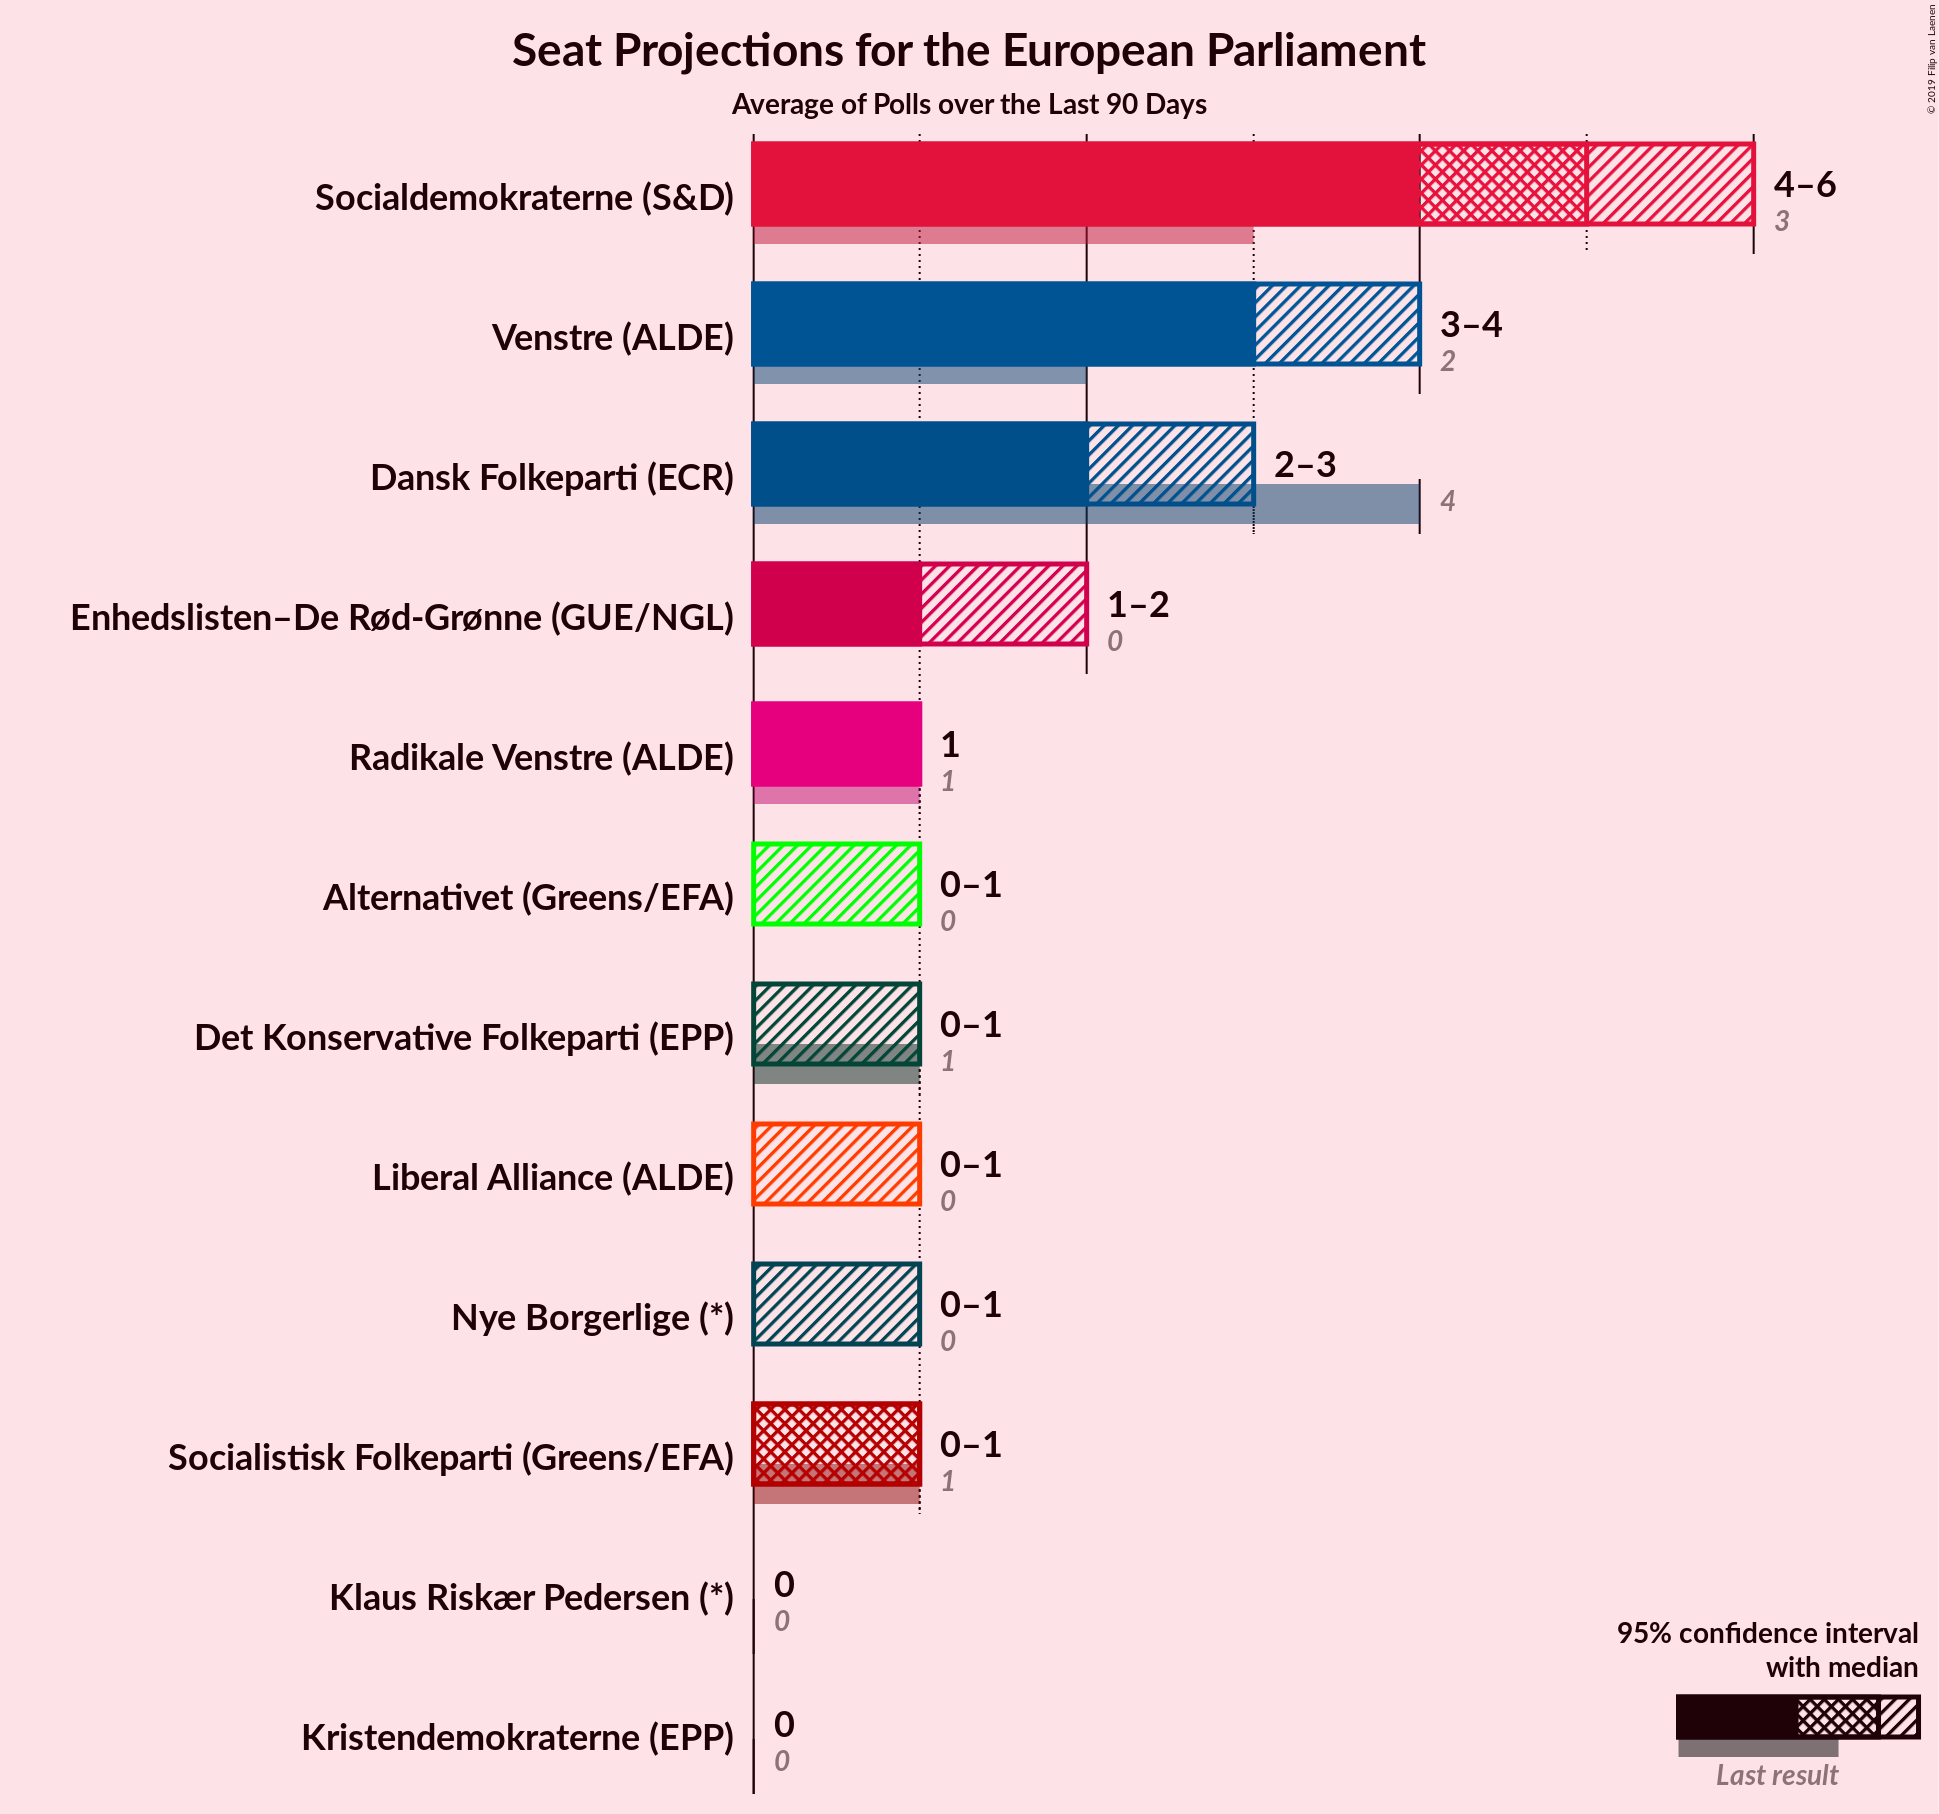 Seat Projections for the European Parliament
Average of Polls over the Last 90 Days
© 2019 Filip van Laenen
Socialdemokraterne (S&D)
4–6
3
Venstre (ALDE)
3–4
2
Dansk Folkeparti (ECR)
2–3
4
Enhedslisten–De Rød-Grønne (GUE/NGL)
1–2
0
Radikale Venstre (ALDE)
1
1
Alternativet (Greens/EFA)
0–1
0
Det Konservative Folkeparti (EPP)
0–1
1
Liberal Alliance (ALDE)
0–1
0
Nye Borgerlige (*)
0–1
0
Socialistisk Folkeparti (Greens/EFA)
0–1
1
Klaus Riskær Pedersen (*)
0
0
Kristendemokraterne (EPP)
0
0
95% confidence interval
with median
Last result